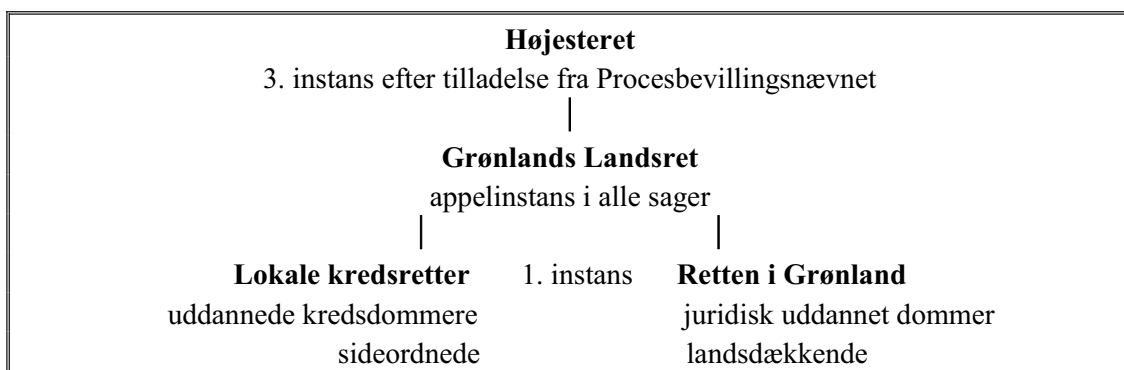 Højesteret
3. instans efter tilladelse fra Procesbevillingsnævnet
Grønlands Landsret
appelinstans i alle sager
Lokale kredsretter 1. instans Retten i Grønland
uddannede kredsdommere juridisk uddannet dommer
sideordnede landsdækkende